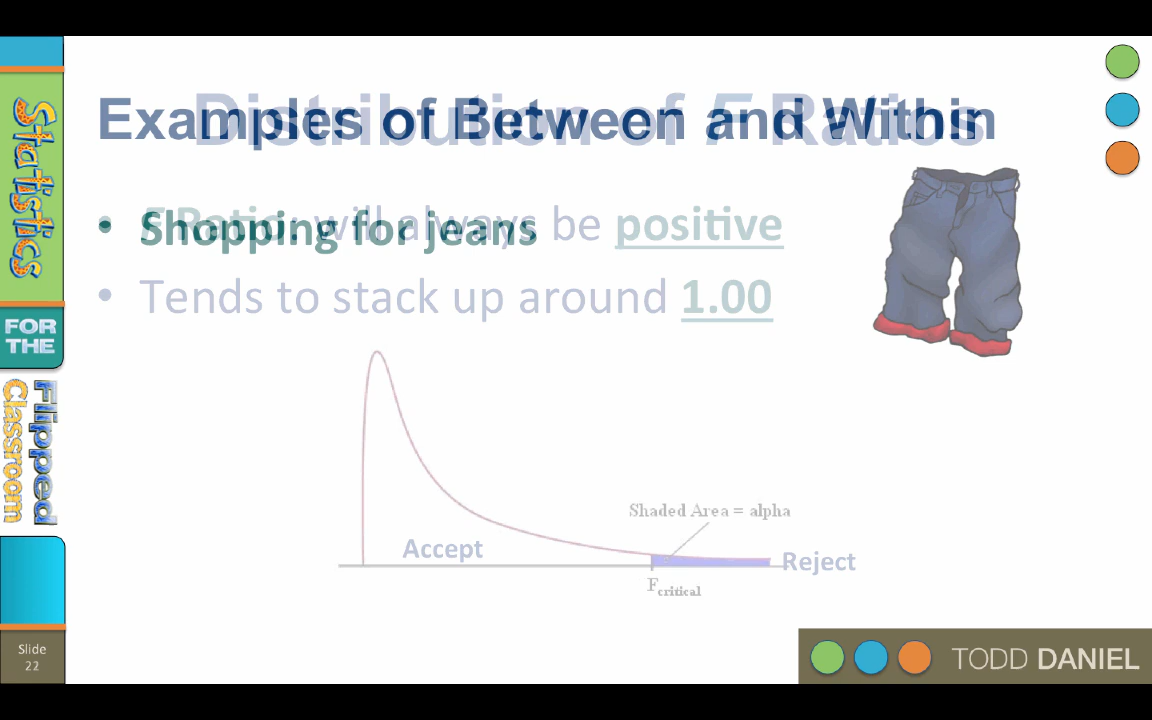 Examples of Between and Within
Distribution of F Ratios
• Shopping for jeans
• F Ratio: will always be positive
• Tends to stack up around 1.00
Shaded Area = alpha
Accept
Reject
Fcritical
Statistics
FOR
THE
Flipped
Classroom
Slide
22
TODD DANIEL